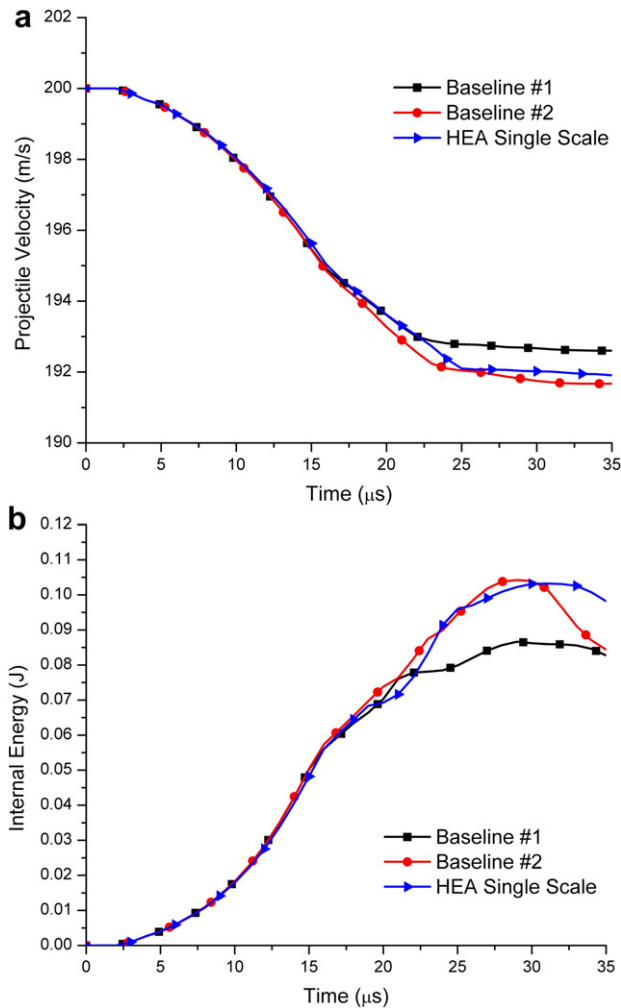 a
202
200
198
196
194
192
190
Projectile Velocity (m/s)
Baseline #1
Baseline #2
HEA Single Scale
0 5 10 15 20 25 30 35
Time (μs)
b
0.12
0.11
0.10
0.09
0.08
0.07
0.06
0.05
0.04
0.03
0.02
0.01
0.00
Internal Energy (J)
Baseline #1
Baseline #2
HEA Single Scale
0 5 10 15 20 25 30 35
Time (μs)